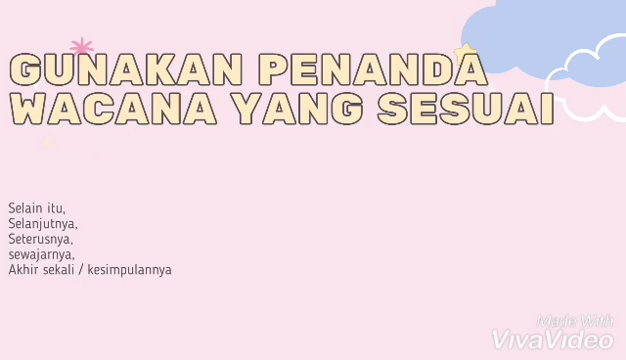 GUNAKAN PENANDA
WACANA YANG SESUAI
Selain itu,
Selanjutnya,
Seterusnya,
sewajarnya,
Akhir sekali / kesimpulannya
Made With
VivaVideo